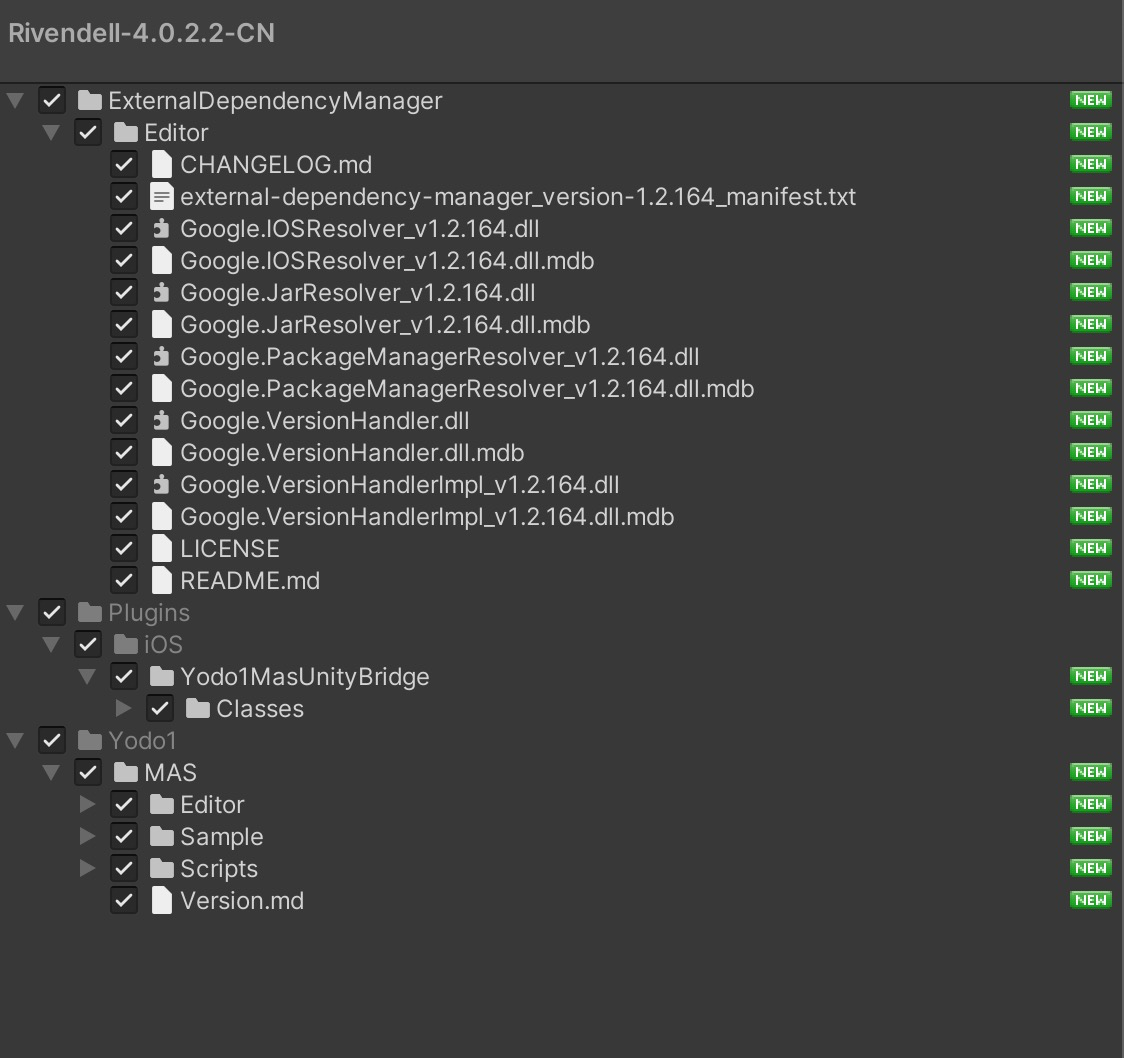 Rivendell-4.0.2.2-CN
ExternalDependencyManager NEW
Editor NEW
CHANGELOG.md NEW
external-dependency-manager_version-1.2.164_manifest.txt NEW
Google.IOSResolver_v1.2.164.dll NEW
Google.IOSResolver_v1.2.164.dll.mdb NEW
Google.JarResolver_v1.2.164.dll NEW
Google.JarResolver_v1.2.164.dll.mdb NEW
Google.PackageManagerResolver_v1.2.164.dll NEW
Google.PackageManagerResolver_v1.2.164.dll.mdb NEW
Google.VersionHandler.dll NEW
Google.VersionHandler.dll.mdb NEW
Google.VersionHandlerImpl_v1.2.164.dll NEW
Google.VersionHandlerImpl_v1.2.164.dll.mdb NEW
LICENSE NEW
README.md NEW
Plugins
iOS
Yodo1MasUnityBridge NEW
Classes NEW
Yodo1
MAS NEW
Editor NEW
Sample NEW
Scripts NEW
Version.md NEW